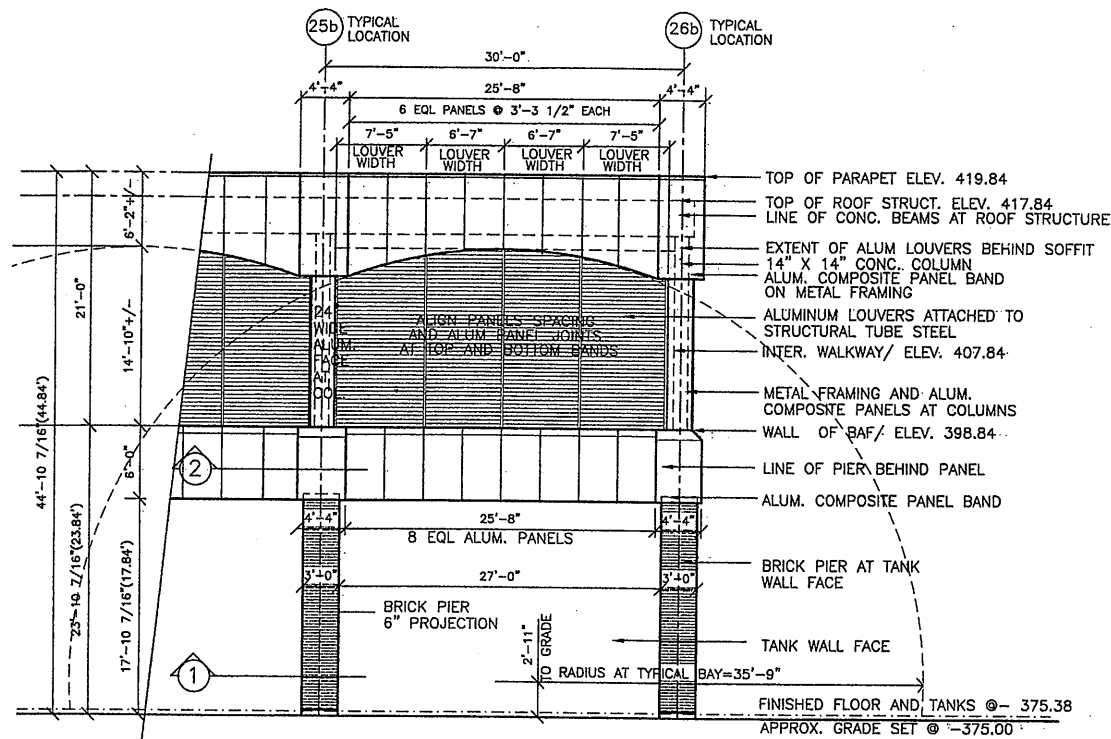 25b TYPICAL
LOCATION
26b TYPICAL
LOCATION
30'-0"
4'-4"
25'-8"
4'-4"
6 EQL PANELS @ 3'-3 1/2" EACH
7'-5"
LOUVER
WIDTH
6'-7"
LOUVER
WIDTH
6'-7"
LOUVER
WIDTH
7'-5"
LOUVER
WIDTH
TOP OF PARAPET ELEV. 419.84
TOP OF ROOF STRUCT. ELEV. 417.84
LINE OF CONC. BEAMS AT ROOF STRUCTURE
EXTENT OF ALUM LOUVERS BEHIND SOFFIT
14" X 14" CONC. COLUMN
ALUM. COMPOSITE PANEL BAND
ON METAL FRAMING
ALUMINUM LOUVERS ATTACHED TO
STRUCTURAL TUBE STEEL
INTER. WALKWAY/ ELEV. 407.84
METAL FRAMING AND ALUM.
COMPOSITE PANELS AT COLUMNS
WALL OF BAF/ ELEV. 398.84
LINE OF PIER BEHIND PANEL
ALUM. COMPOSITE PANEL BAND
BRICK PIER AT TANK
WALL FACE
TANK WALL FACE
FINISHED FLOOR AND TANKS @- 375.38
APPROX. GRADE SET @ -375.00
6'-2"+/-
21'-0"
14'-10"+/-
44'-10 7/16"(44.84')
6'-0"
23'-10 7/16"(23.84')
17'-10 7/16"(17.84')
24"
WIDE
ALUM.
FACE
AT
CO
ALIGN PANELS SPACING
AND ALUM PANEL JOINTS
AT TOP AND BOTTOM BANDS
2
4'-4"
25'-8"
4'-4"
8 EQL ALUM. PANELS
3'-0"
27'-0"
3'-0"
BRICK PIER
6" PROJECTION
2'-11"
TO GRADE
1
RADIUS AT TYPICAL BAY=35'-9"